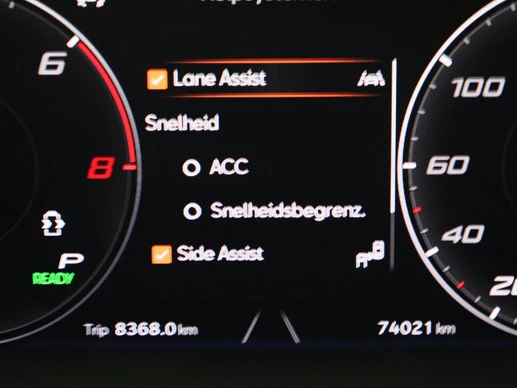 Lane Assist
Snelheid
ACC
Snelheidsbegrenz.
Side Assist
6
8
P
READY
100
60
40
20
Trip 8368.0 km
74021 km